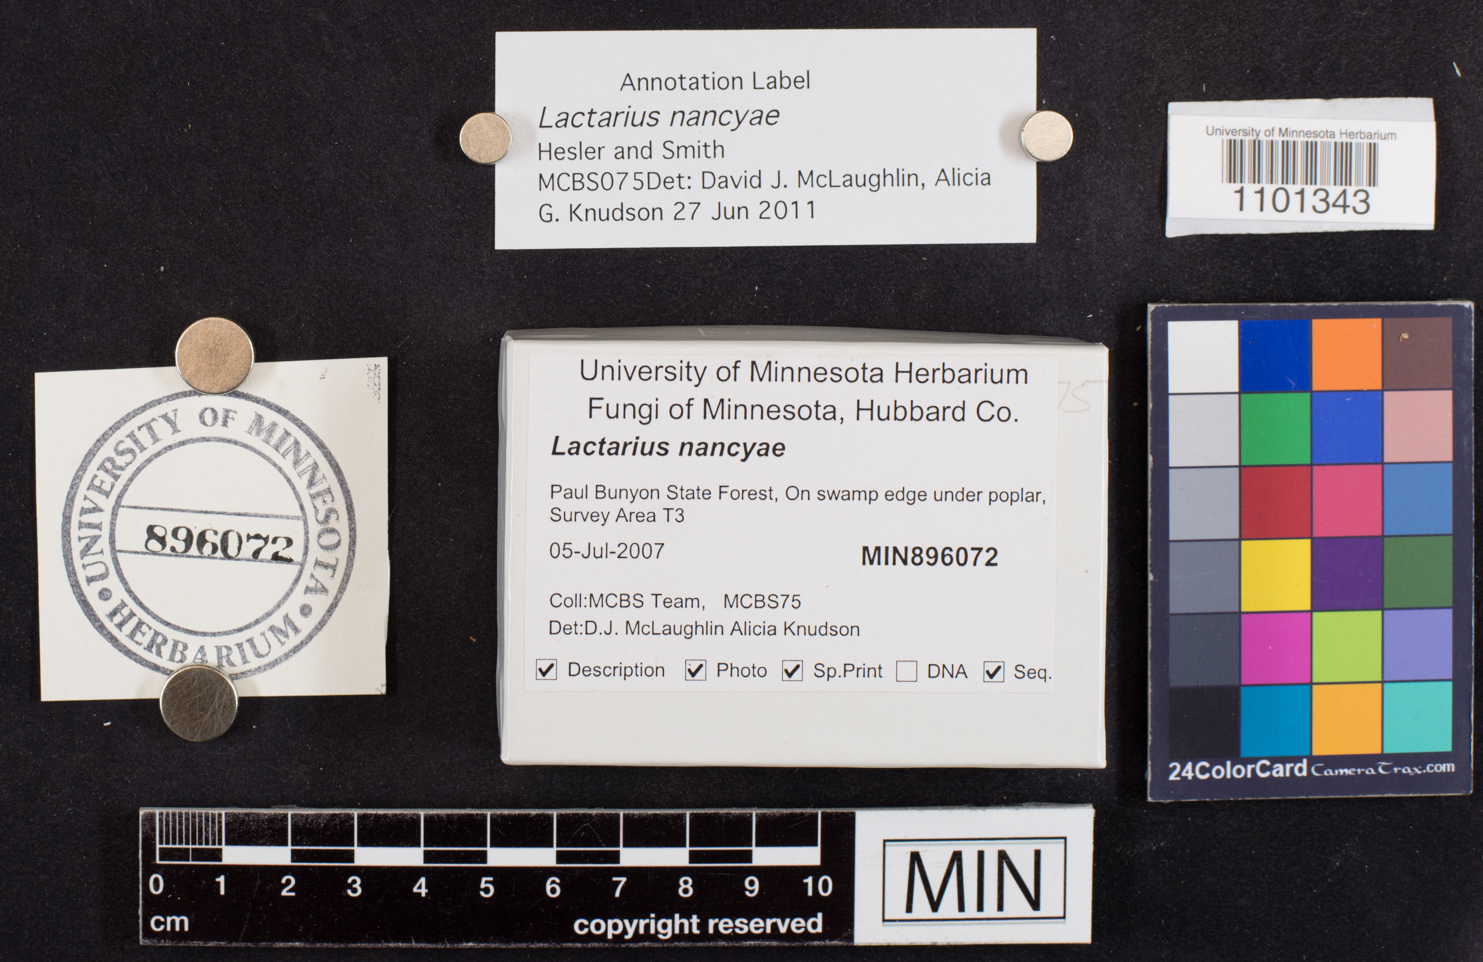 Annotation Label
Lactarius nancyae
Hesler and Smith
MCBS075Det: David J. McLaughlin, Alicia
G. Knudson 27 Jun 2011
University of Minnesota Herbarium
1101343
UNIVERSITY OF MINNESOTA
896072
HERBARIUM
University of Minnesota Herbarium
Fungi of Minnesota, Hubbard Co.
75
Lactarius nancyae
Paul Bunyon State Forest, On swamp edge under poplar,
Survey Area T3
05-Jul-2007 MIN896072
Coll:MCBS Team, MCBS75
Det:D.J. McLaughlin Alicia Knudson
Description Photo Sp.Print DNA Seq.
24ColorCard CameraTrax.com
0 1 2 3 4 5 6 7 8 9 10
cm copyright reserved
MIN